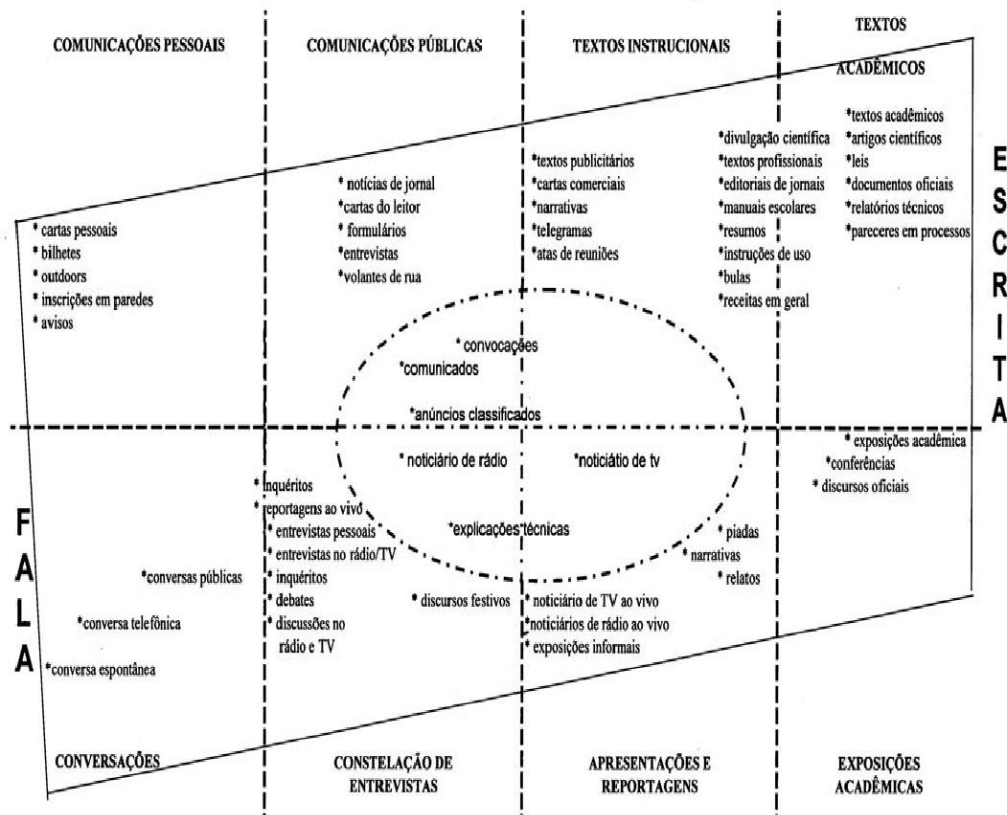 COMUNICAÇÕES PESSOAIS
COMUNICAÇÕES PÚBLICAS
TEXTOS INSTRUCIONAIS
TEXTOS
ACADÊMICOS
* cartas pessoais
* bilhetes
* outdoors
* inscrições em paredes
* avisos
* notícias de jornal
*cartas do leitor
* formulários
*entrevistas
*volantes de rua
*textos publicitários
*cartas comerciais
*narrativas
*telegramas
*atas de reuniões
*divulgação científica
*textos profissionais
*editoriais de jornais
*manuais escolares
*resumos
*instruções de uso
*bulas
*receitas em geral
*textos acadêmicos
*artigos científicos
*leis
*documentos oficiais
*relatórios técnicos
*pareceres em processos
ESCRITA
* convocações
*comunicados
*anúncios classificados
*noticiário de rádio
*noticiátio de tv
*explicações técnicas
FALA
*conversas públicas
*conversa telefônica
*conversa espontânea
* inquéritos
*reportagens ao vivo
* entrevistas pessoais
* entrevistas no rádio/TV
* inquéritos
* debates
* discussões no
rádio e TV
* discursos festivos
* noticiário de TV ao vivo
*noticiários de rádio ao vivo
* exposições informais
* piadas
* narrativas
* relatos
* exposições acadêmica
*conferências
* discursos oficiais
CONVERSAÇÕES
CONSTELAÇÃO DE
ENTREVISTAS
APRESENTAÇÕES E
REPORTAGENS
EXPOSIÇÕES
ACADÊMICAS